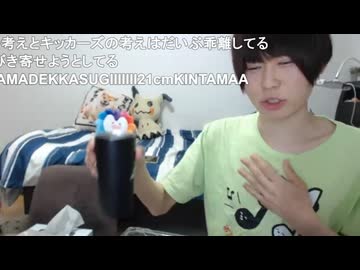 考えとキッカーズの考えはだいぶ乖離してる
びき寄せようとしてる
AMADEKKASUGIIIIIII21cmKINTAMAA